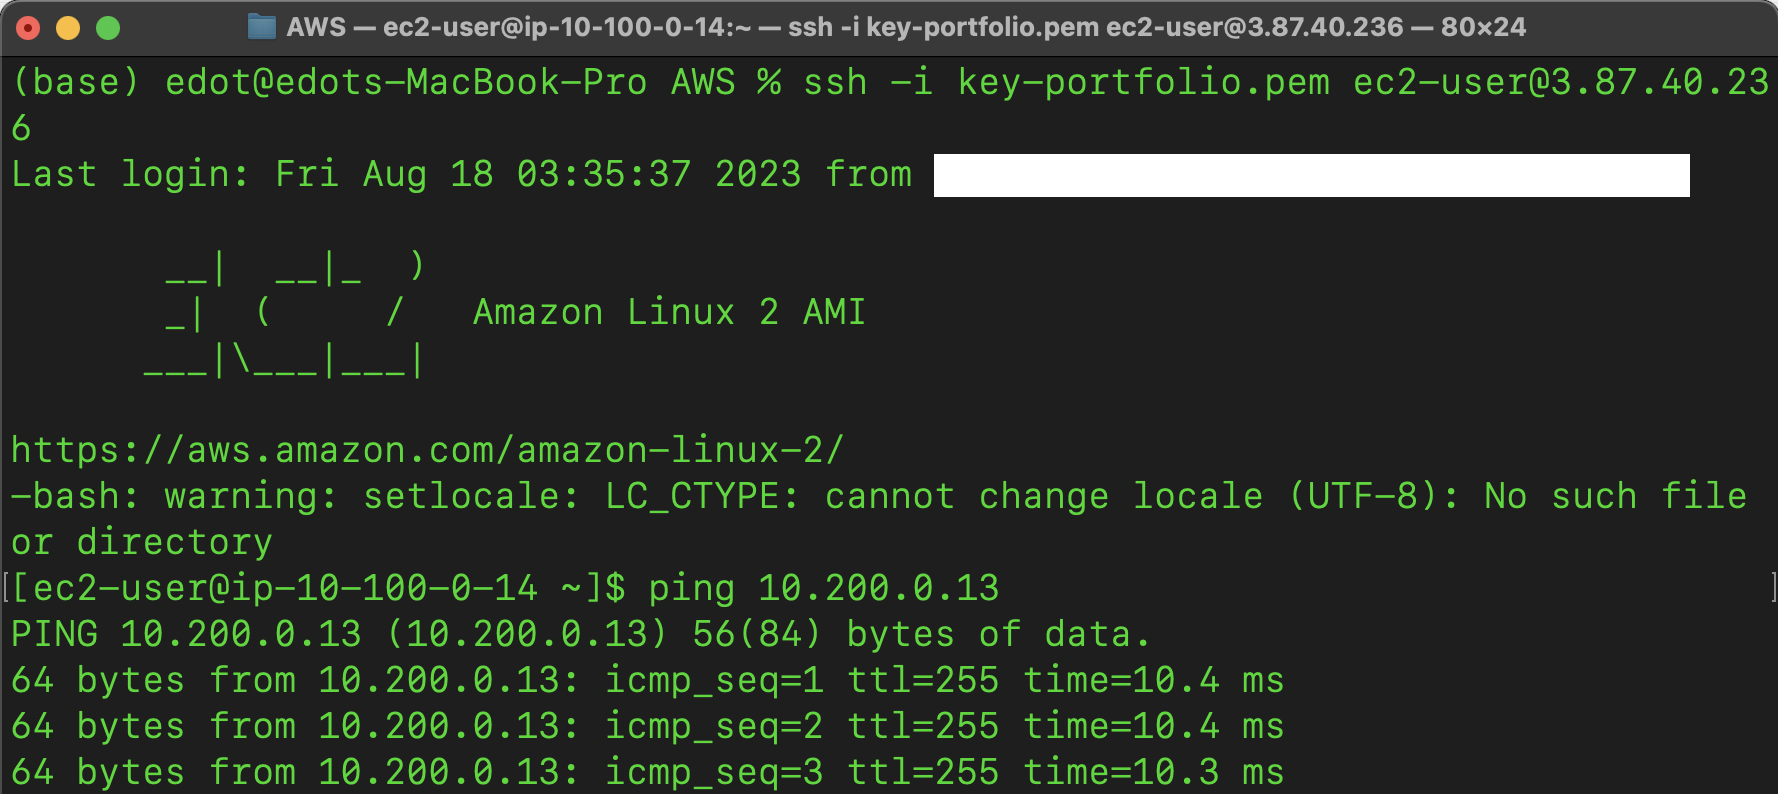 AWS — ec2-user@ip-10-100-0-14:~ — ssh -i key-portfolio.pem ec2-user@3.87.40.236 — 80×24
(base) edot@edots-MacBook-Pro AWS % ssh -i key-portfolio.pem ec2-user@3.87.40.23
6
Last login: Fri Aug 18 03:35:37 2023 from
       __|  __|_  )
       _|  (     /   Amazon Linux 2 AMI
      ___|\___|___|
https://aws.amazon.com/amazon-linux-2/
-bash: warning: setlocale: LC_CTYPE: cannot change locale (UTF-8): No such file
or directory
[[ec2-user@ip-10-100-0-14 ~]$ ping 10.200.0.13 ]
PING 10.200.0.13 (10.200.0.13) 56(84) bytes of data.
64 bytes from 10.200.0.13: icmp_seq=1 ttl=255 time=10.4 ms
64 bytes from 10.200.0.13: icmp_seq=2 ttl=255 time=10.4 ms
64 bytes from 10.200.0.13: icmp_seq=3 ttl=255 time=10.3 ms